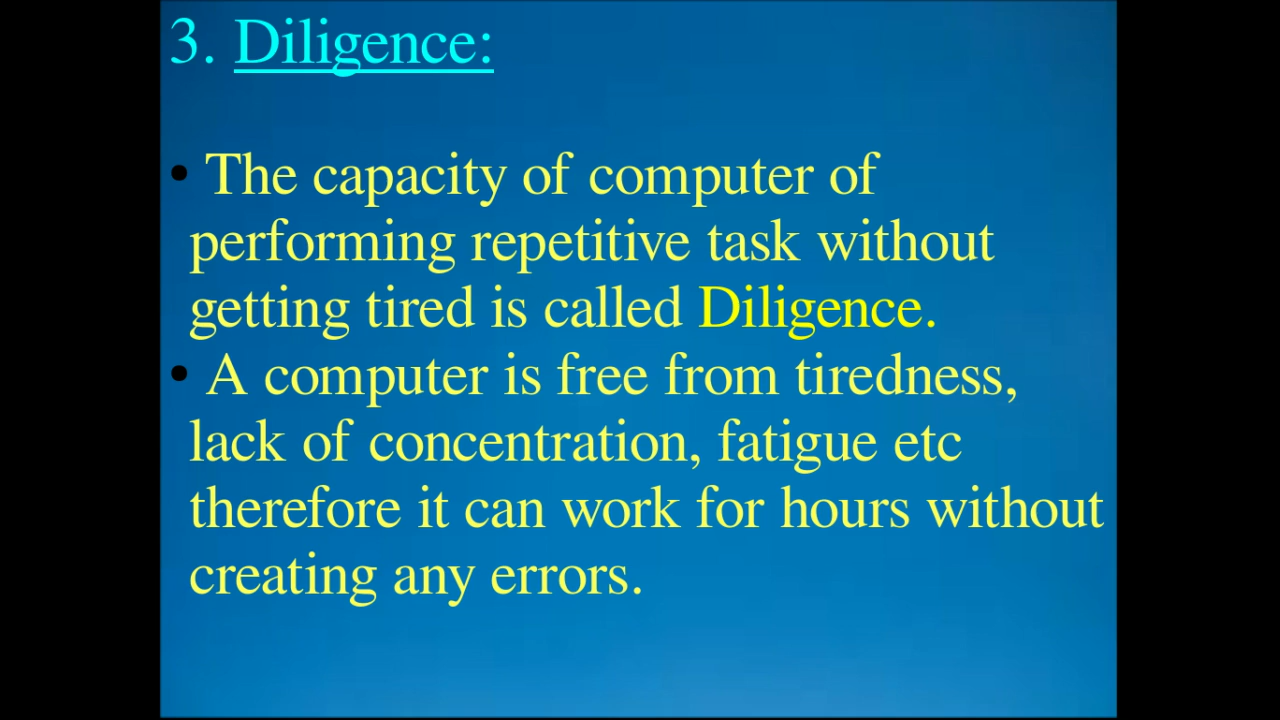 3. Diligence:
• The capacity of computer of
performing repetitive task without
getting tired is called Diligence.
• A computer is free from tiredness,
lack of concentration, fatigue etc
therefore it can work for hours without
creating any errors.